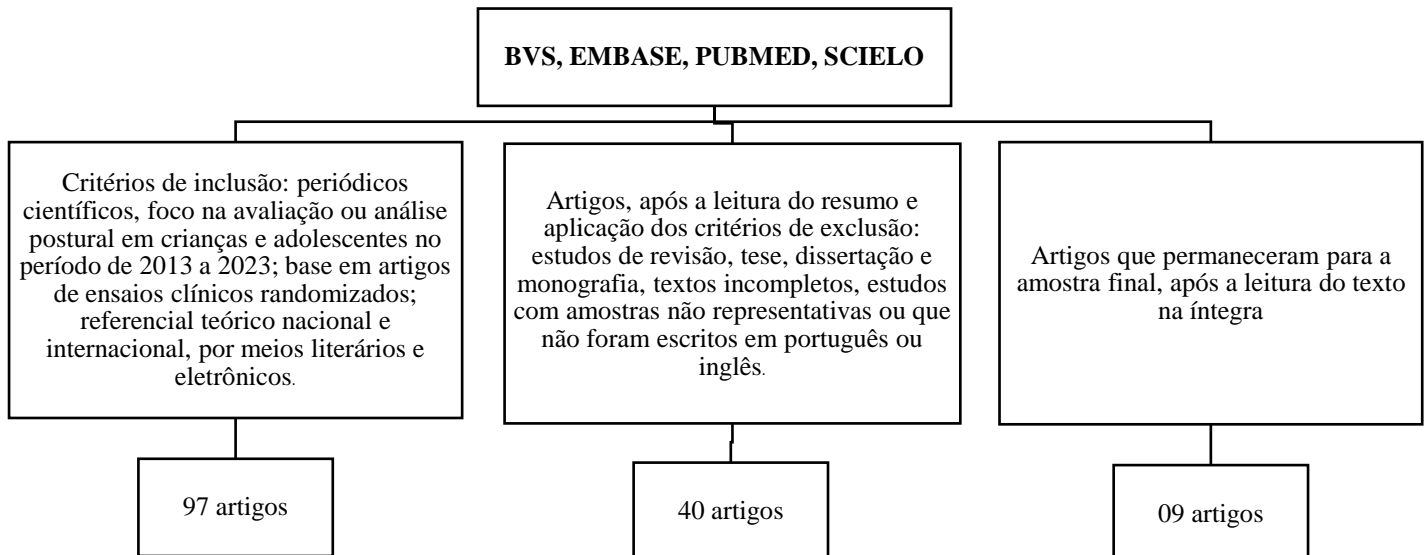 BVS, EMBASE, PUBMED, SCIELO
Critérios de inclusão: periódicos
científicos, foco na avaliação ou análise
postural em crianças e adolescentes no
período de 2013 a 2023; base em artigos
de ensaios clínicos randomizados;
referencial teórico nacional e
internacional, por meios literários e
eletrônicos.
Artigos, após a leitura do resumo e
aplicação dos critérios de exclusão:
estudos de revisão, tese, dissertação e
monografia, textos incompletos, estudos
com amostras não representativas ou que
não foram escritos em português ou
inglês.
Artigos que permaneceram para a
amostra final, após a leitura do texto
na íntegra
97 artigos
40 artigos
09 artigos